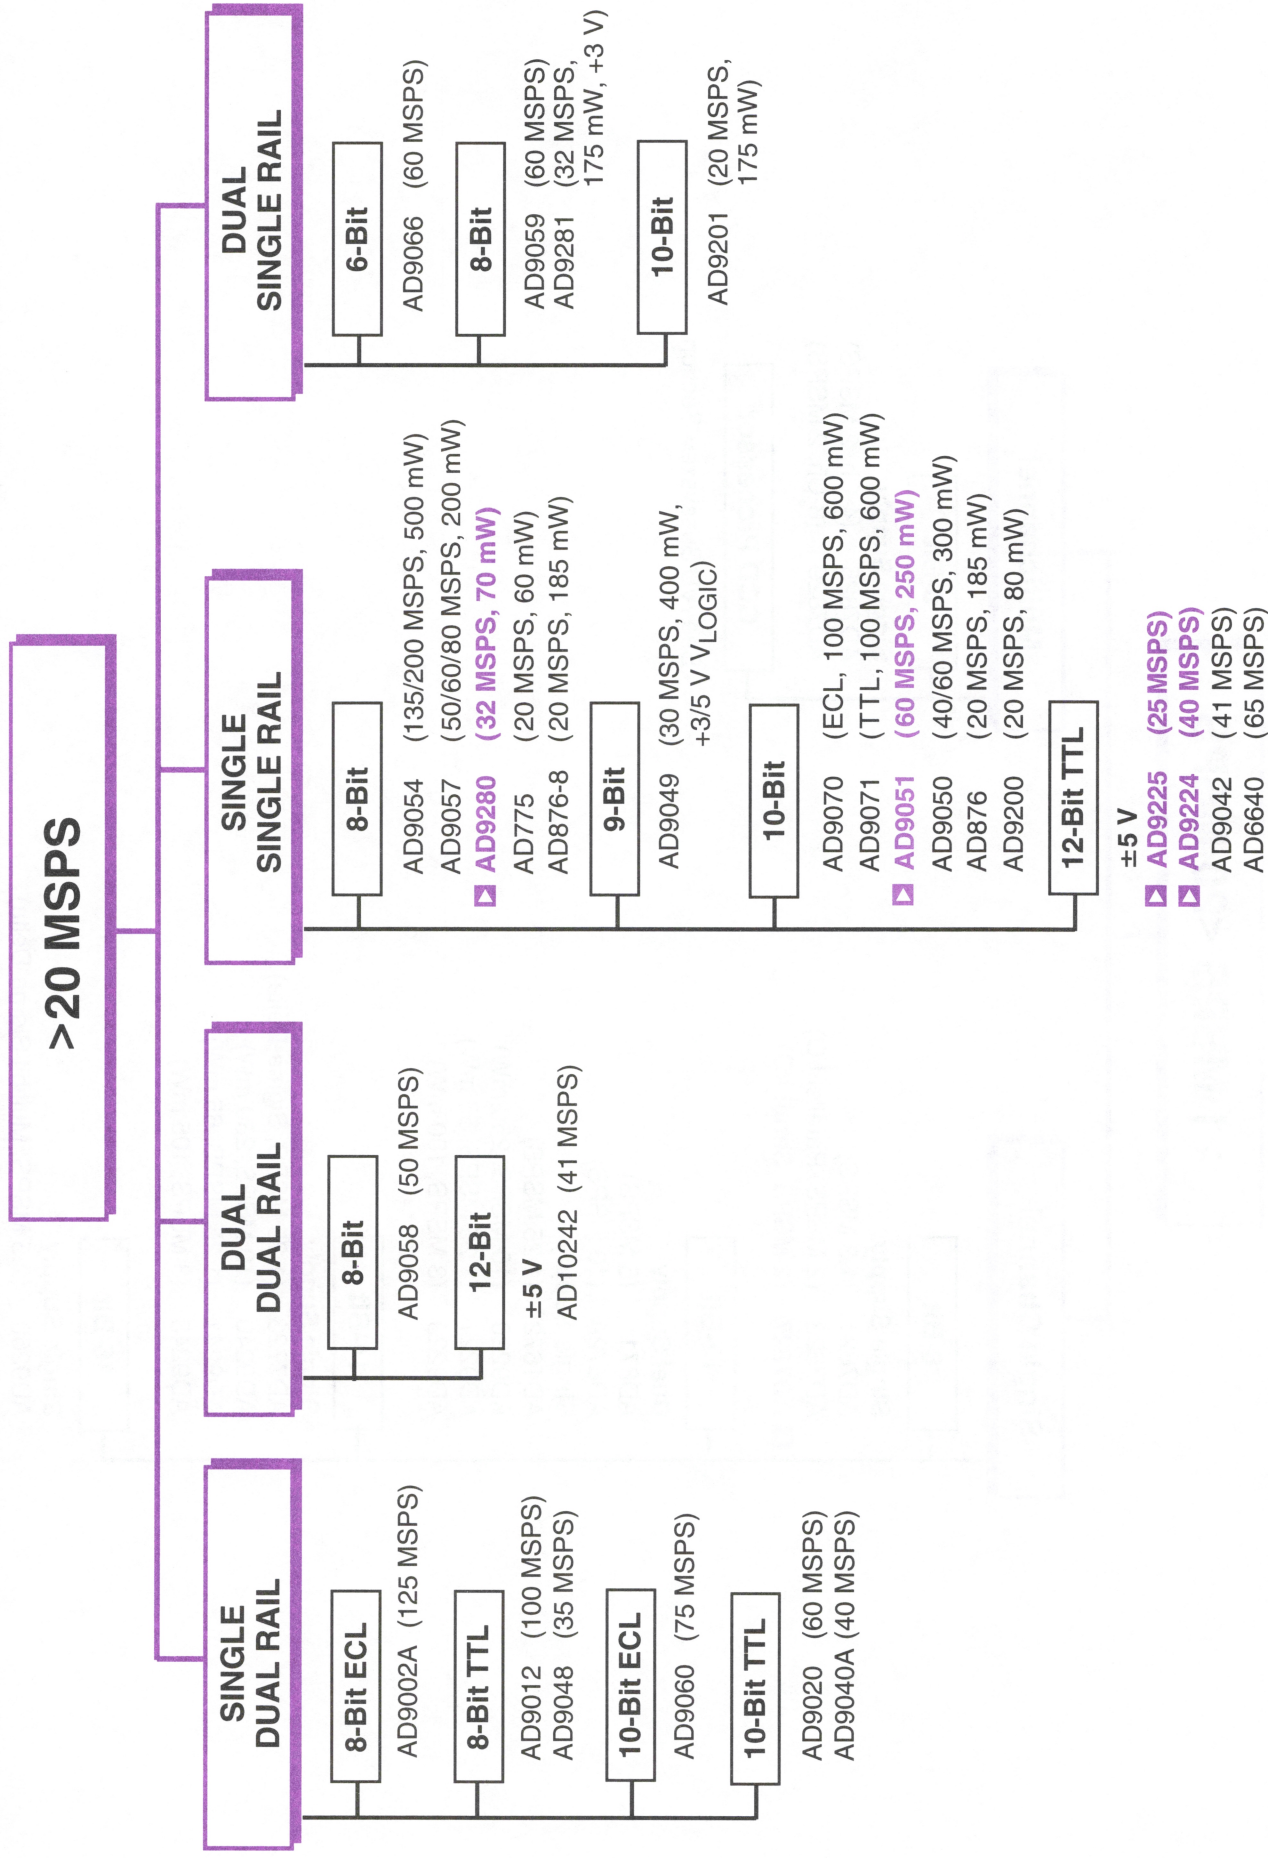 >20 MSPS
SINGLE
DUAL RAIL
8-Bit ECL
AD9002A (125 MSPS)
8-Bit TTL
AD9012 (100 MSPS)
AD9048 (35 MSPS)
10-Bit ECL
AD9060 (75 MSPS)
10-Bit TTL
AD9020 (60 MSPS)
AD9040A (40 MSPS)
DUAL
DUAL RAIL
8-Bit
AD9058 (50 MSPS)
12-Bit
±5 V
AD10242 (41 MSPS)
SINGLE
SINGLE RAIL
8-Bit
AD9054 (135/200 MSPS, 500 mW)
AD9057 (50/60/80 MSPS, 200 mW)
AD9280 (32 MSPS, 70 mW)
AD775 (20 MSPS, 60 mW)
AD876-8 (20 MSPS, 185 mW)
9-Bit
AD9049 (30 MSPS, 400 mW,
+3/5 V VLOGIC)
10-Bit
AD9070 (ECL, 100 MSPS, 600 mW)
AD9071 (TTL, 100 MSPS, 600 mW)
AD9051 (60 MSPS, 250 mW)
AD9050 (40/60 MSPS, 300 mW)
AD876 (20 MSPS, 185 mW)
AD9200 (20 MSPS, 80 mW)
12-Bit TTL
±5 V
AD9225 (25 MSPS)
AD9224 (40 MSPS)
AD9042 (41 MSPS)
AD6640 (65 MSPS)
DUAL
SINGLE RAIL
6-Bit
AD9066 (60 MSPS)
8-Bit
AD9059 (60 MSPS)
AD9281 (32 MSPS,
175 mW, +3 V)
10-Bit
AD9201 (20 MSPS,
175 mW)